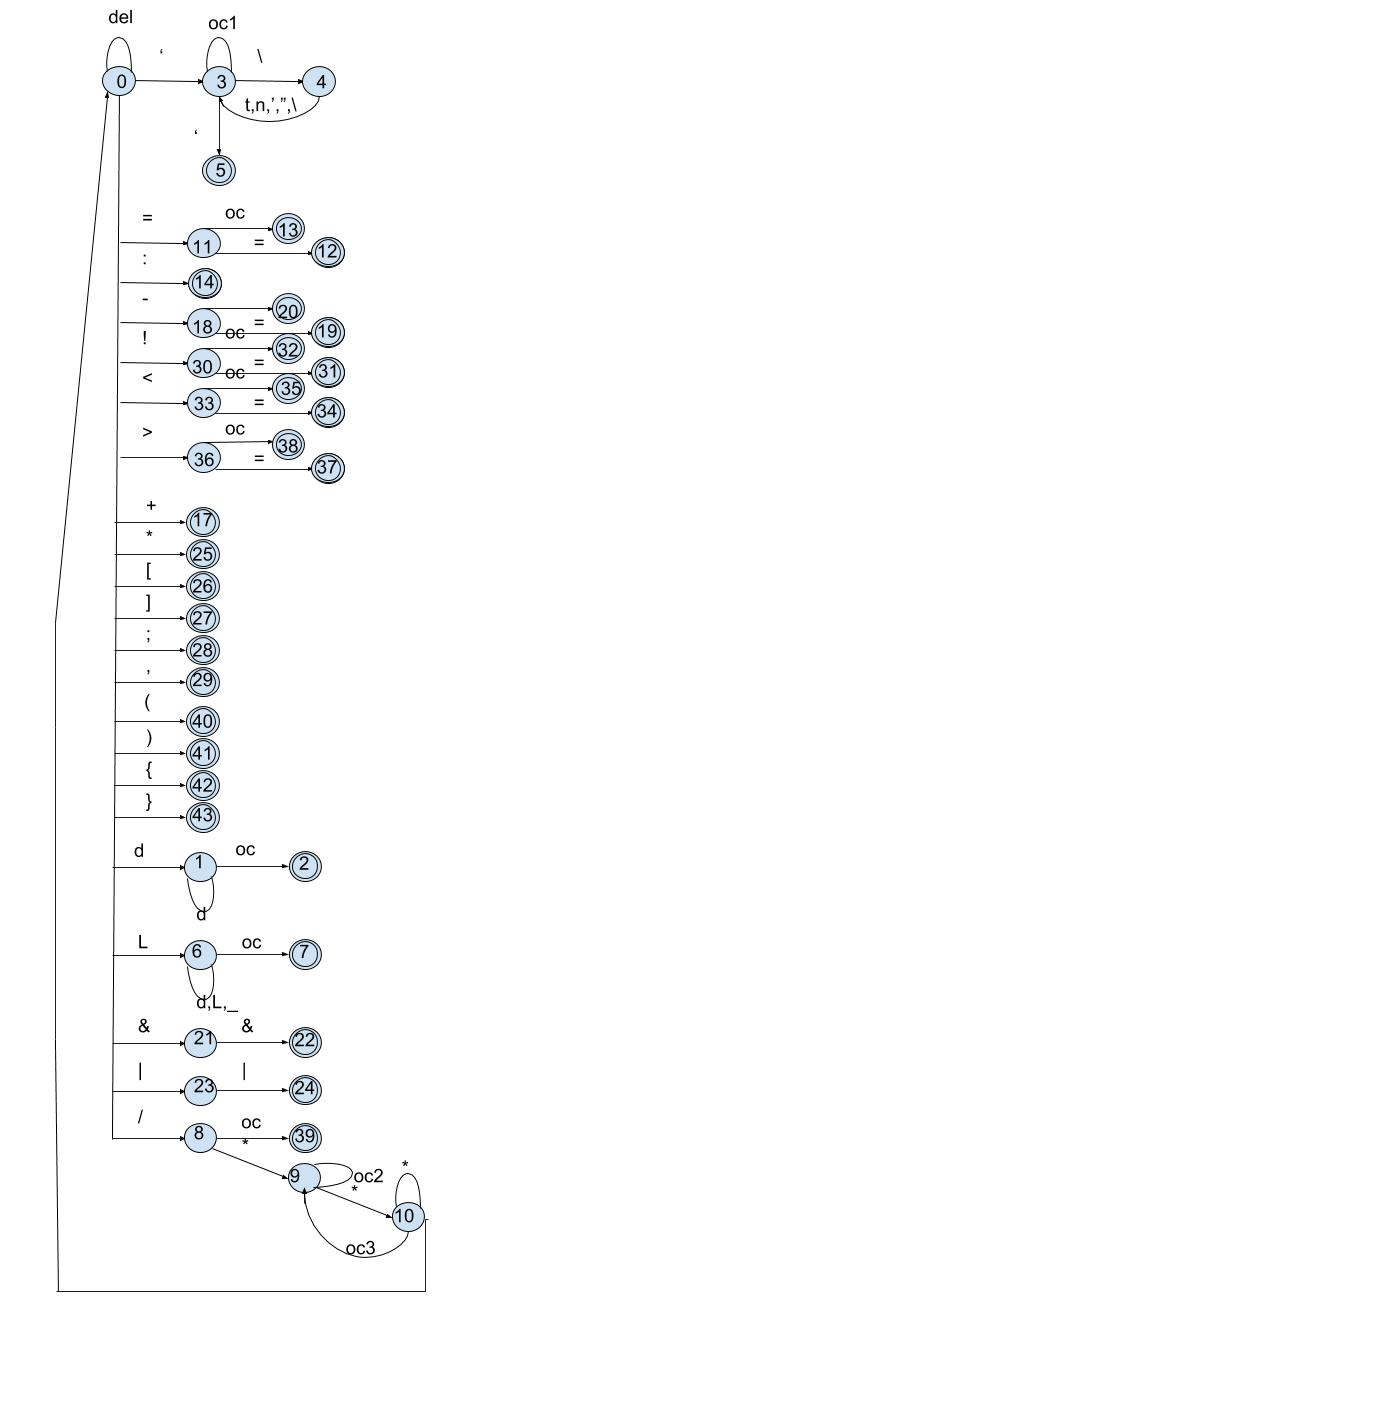 del
oc1
‘ \
0 3 4
t,n,’,”,\
‘
5
= oc
13
11 = 12
:
14
-
20
18 = 19
! oc
32
30 = 31
< oc
35
33 = 34
> oc
38
36 = 37
+
17
*
25
[
26
]
27
;
28
,
29
(
40
)
41
{
42
}
43
d oc
1 2
d
L oc
6 7
d,L,_
& &
21 22
| |
23 24
/ oc
8 39
*
9 oc2
*
*
10
oc3